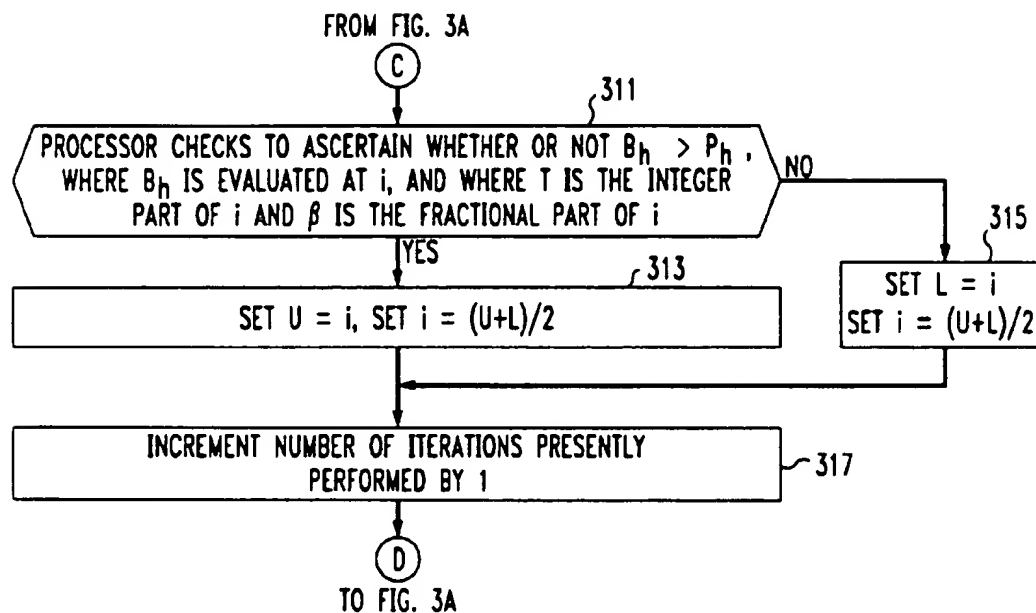 FROM FIG. 3A
C
311
PROCESSOR CHECKS TO ASCERTAIN WHETHER OR NOT Bh > Ph ,
WHERE Bh IS EVALUATED AT i, AND WHERE T IS THE INTEGER
PART OF i AND β IS THE FRACTIONAL PART OF i
NO
YES
313
SET U = i, SET i = (U+L)/2
315
SET L = i
SET i = (U+L)/2
INCREMENT NUMBER OF ITERATIONS PRESENTLY
PERFORMED BY 1
317
D
TO FIG. 3A